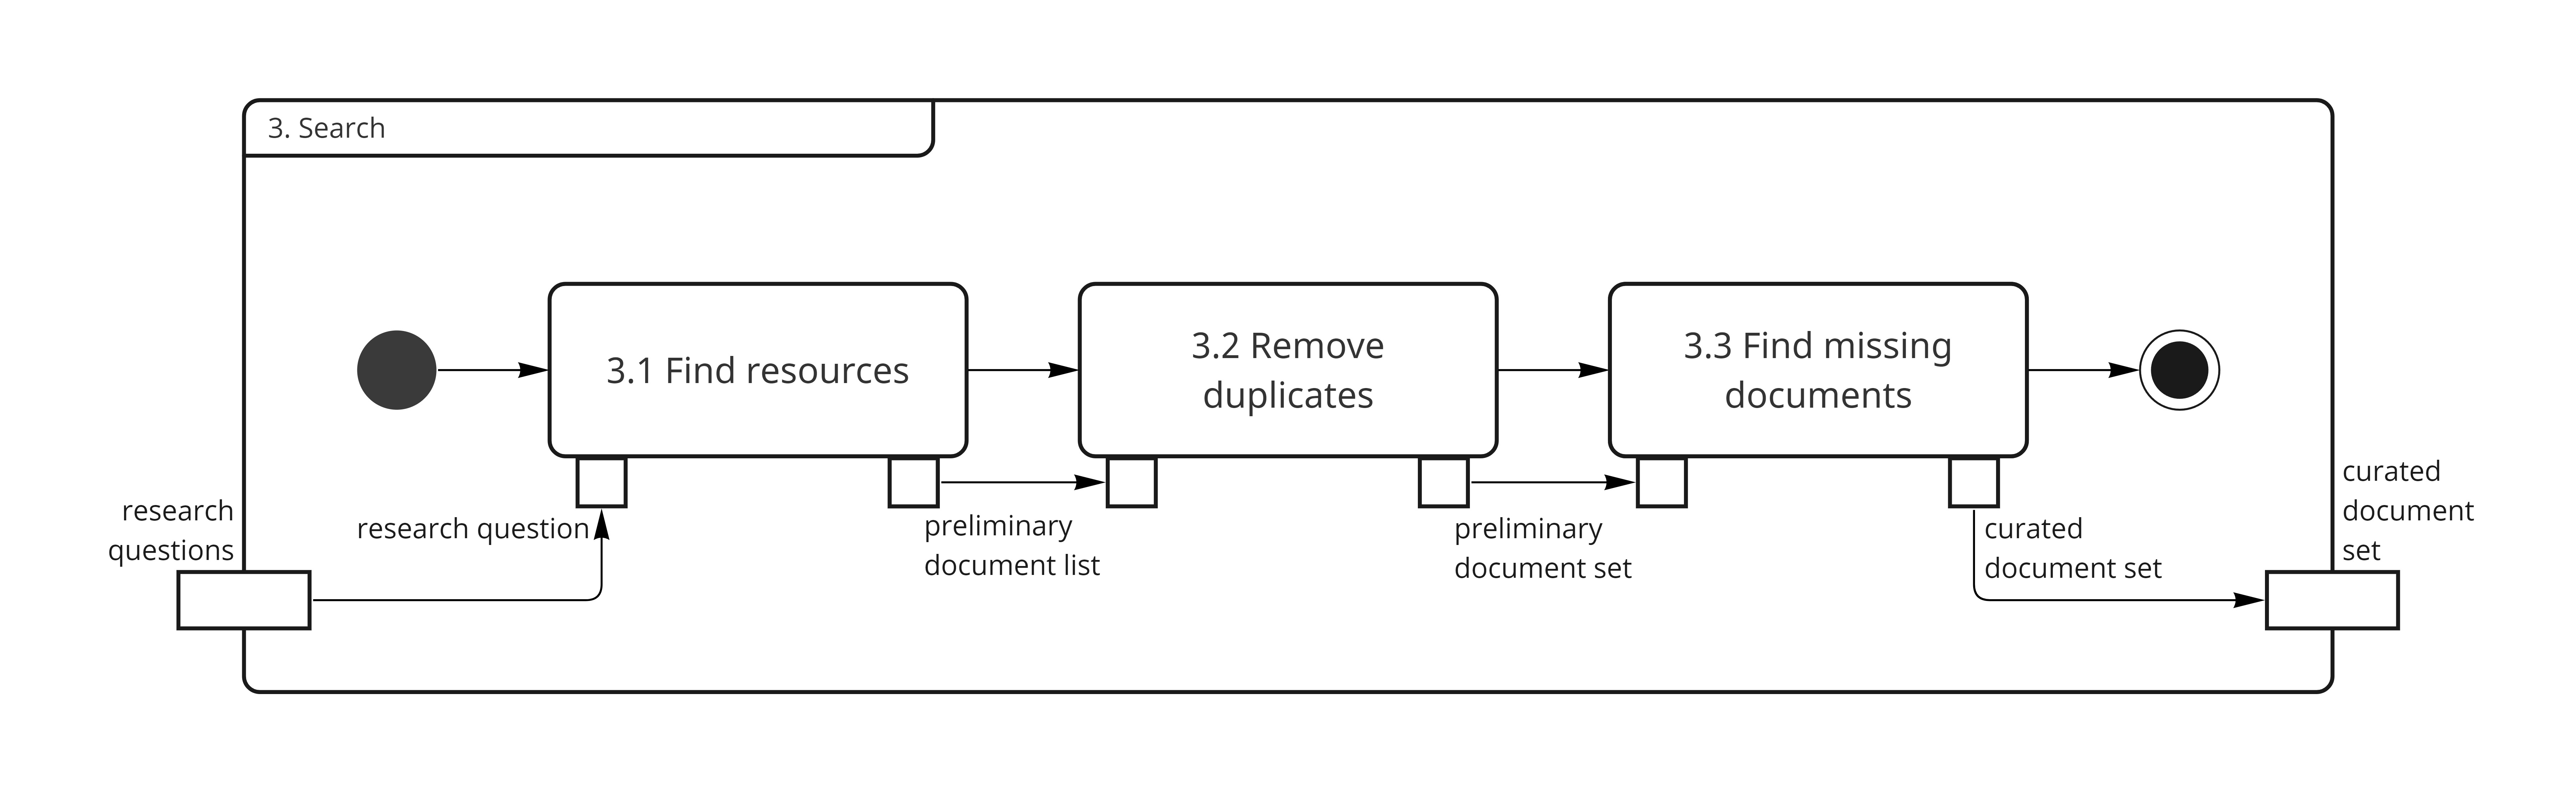 3. Search
3.1 Find resources
3.2 Remove
duplicates
3.3 Find missing
documents
research
questions
research question
preliminary
document list
preliminary
document set
curated
document set
curated
document
set